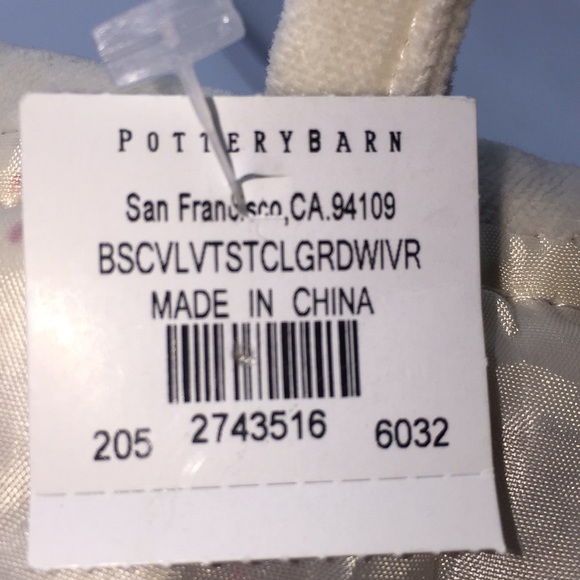 POTTERYBARN
San Francisco,CA.94109
BSCVLVTSTCLGRDWIVR
MADE IN CHINA
205 2743516 6032